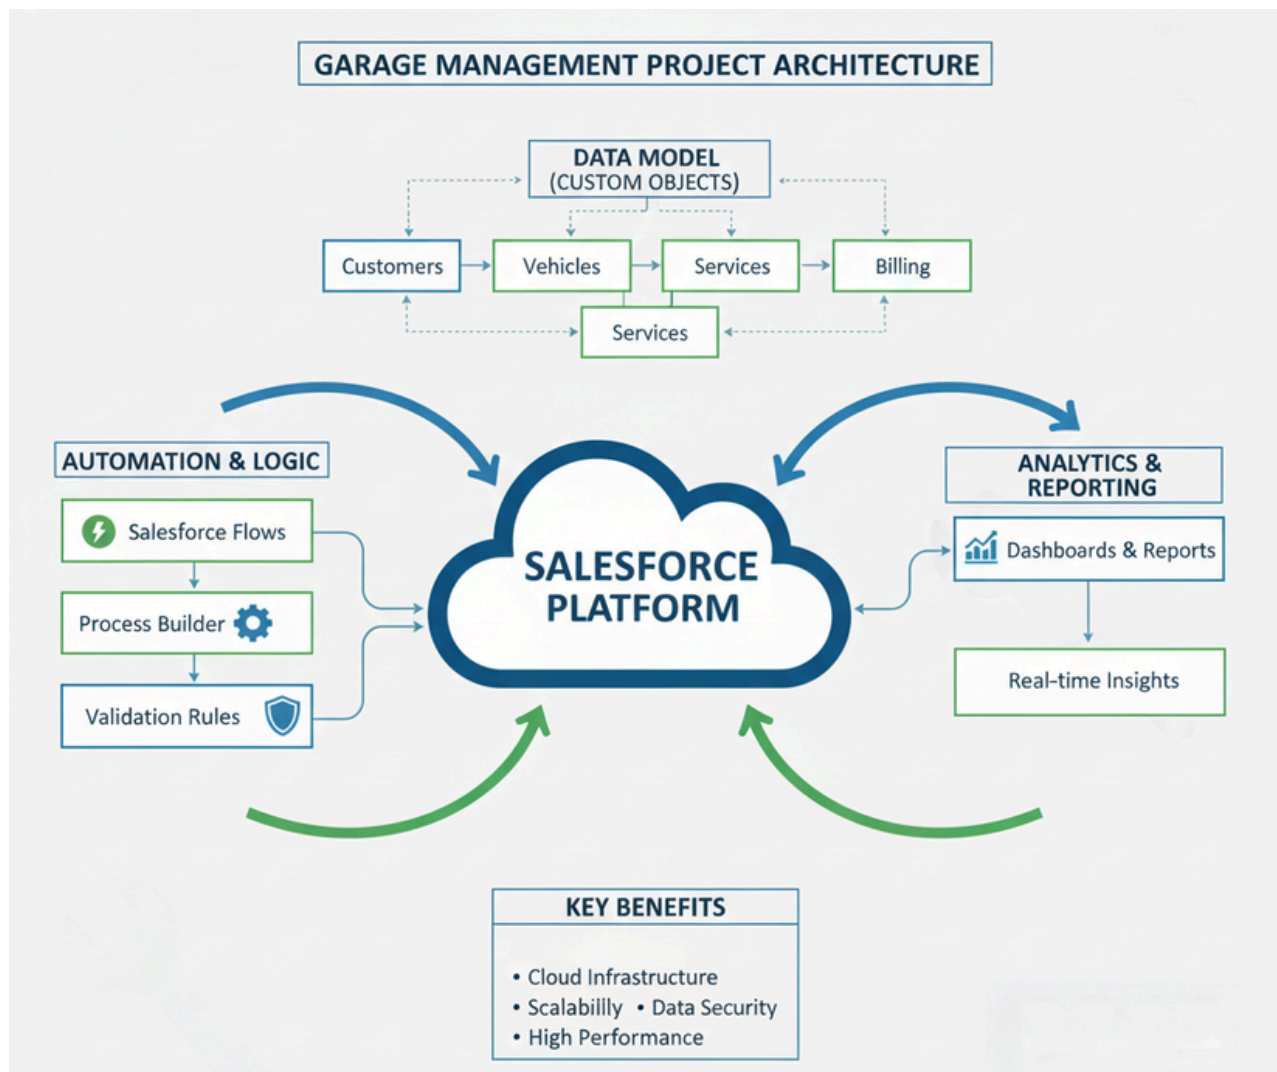 GARAGE MANAGEMENT PROJECT ARCHITECTURE
DATA MODEL
(CUSTOM OBJECTS)
Customers
Vehicles
Services
Billing
Services
AUTOMATION & LOGIC
Salesforce Flows
Process Builder
Validation Rules
SALESFORCE
PLATFORM
ANALYTICS &
REPORTING
Dashboards & Reports
Real-time Insights
KEY BENEFITS
• Cloud Infrastructure
• Scalabillly • Data Security
• High Performance